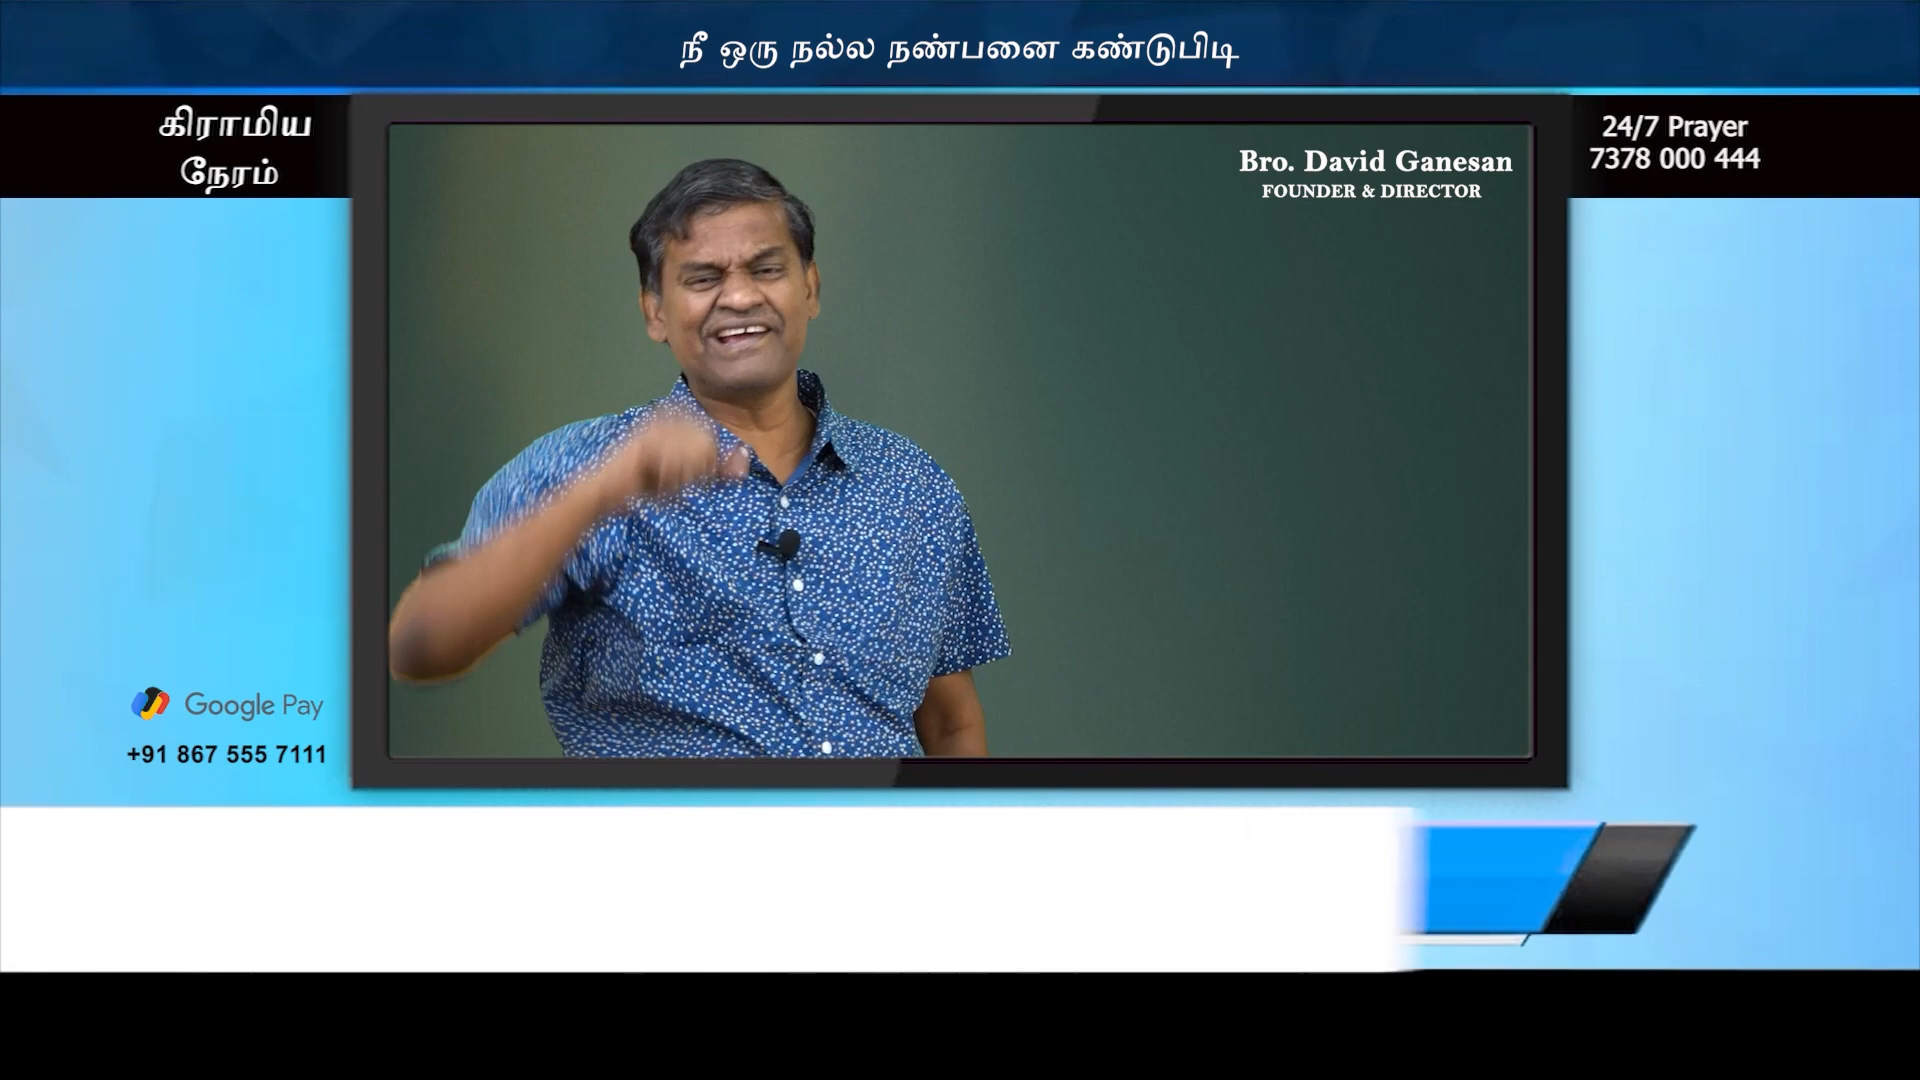 நீ ஒரு நல்ல நண்பனை கண்டுபிடி
கிராமிய
நேரம்
24/7 Prayer
7378 000 444
Bro. David Ganesan
FOUNDER & DIRECTOR
Google Pay
+91 867 555 7111